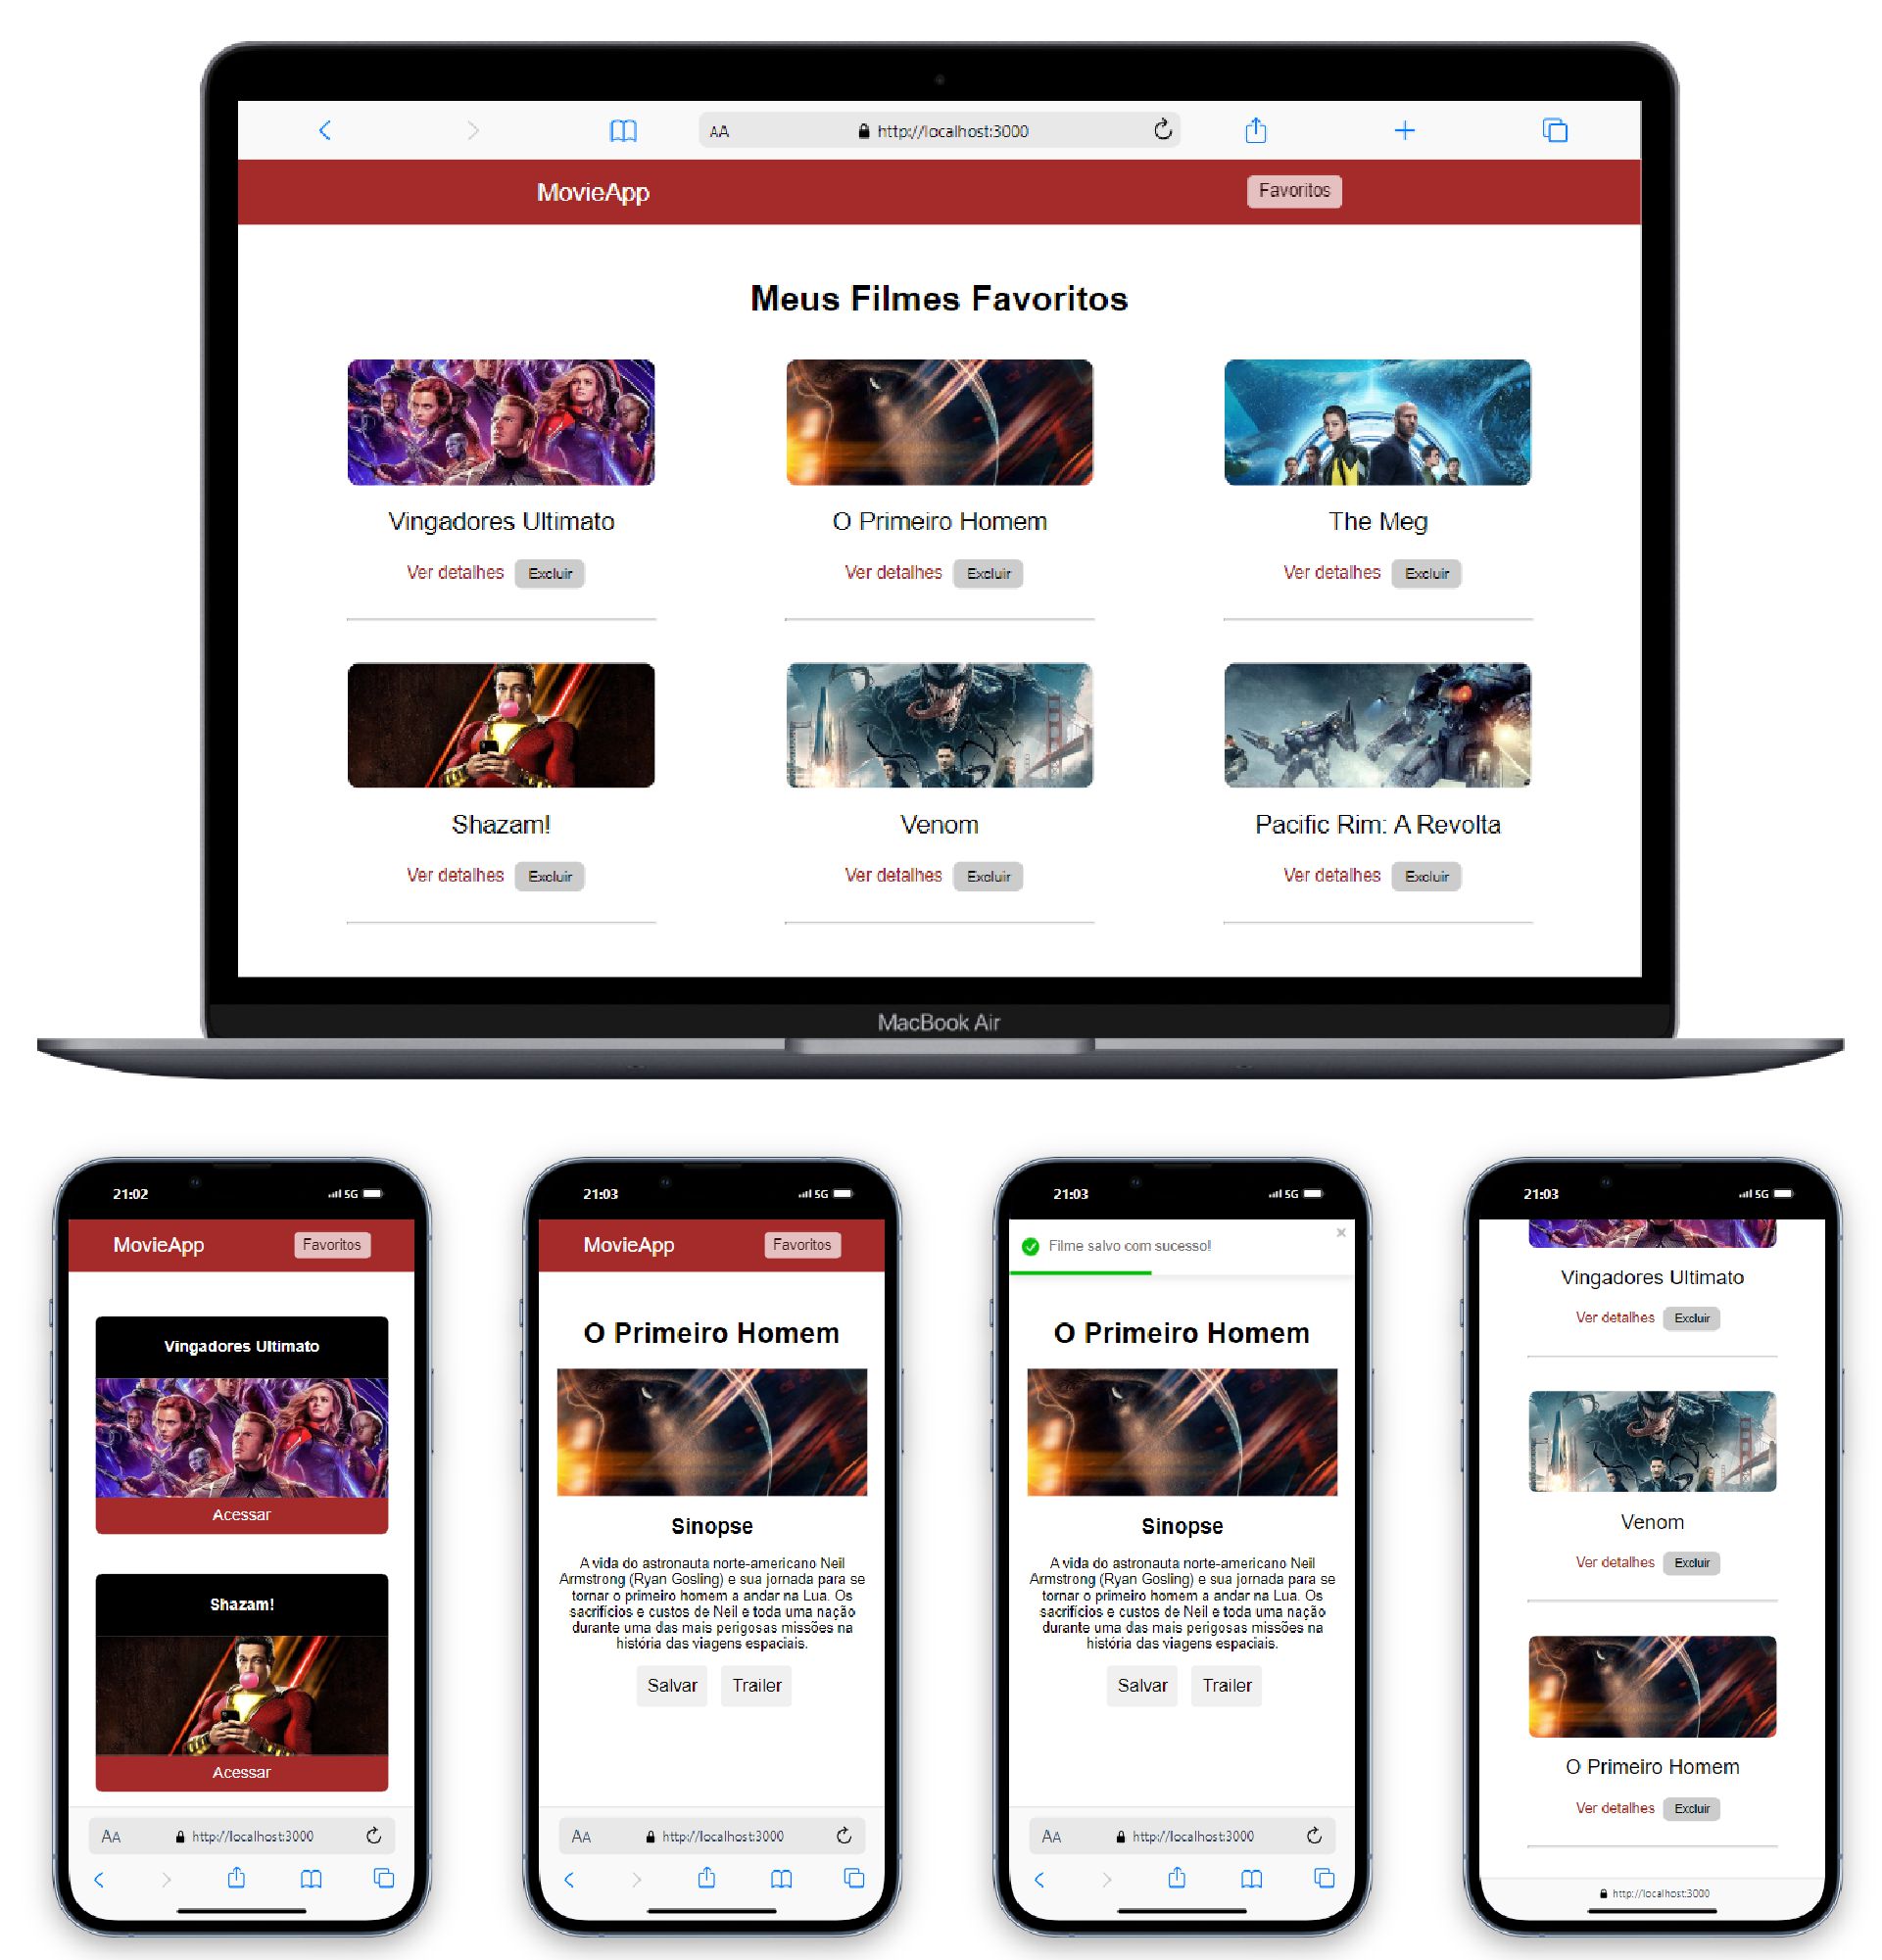 AA http://localhost:3000
MovieApp Favoritos
Meus Filmes Favoritos
Vingadores Ultimato O Primeiro Homem The Meg
Ver detalhes Excluir Ver detalhes Excluir Ver detalhes Excluir
Shazam! Venom Pacific Rim: A Revolta
Ver detalhes Excluir Ver detalhes Excluir Ver detalhes Excluir
MacBook Air
21:02 5G
MovieApp Favoritos
Vingadores Ultimato
Acessar
Shazam!
Acessar
AA http://localhost:3000
21:03 5G
MovieApp Favoritos
O Primeiro Homem
Sinopse
A vida do astronauta norte-americano Neil
Armstrong (Ryan Gosling) e sua jornada para se
tornar o primeiro homem a andar na Lua. Os
sacrifícios e custos de Neil e toda uma nação
durante uma das mais perigosas missões na
história das viagens espaciais.
Salvar Trailer
AA http://localhost:3000
21:03 5G
Filme salvo com sucesso!
O Primeiro Homem
Sinopse
A vida do astronauta norte-americano Neil
Armstrong (Ryan Gosling) e sua jornada para se
tornar o primeiro homem a andar na Lua. Os
sacrifícios e custos de Neil e toda uma nação
durante uma das mais perigosas missões na
história das viagens espaciais.
Salvar Trailer
AA http://localhost:3000
21:03 5G
Vingadores Ultimato
Ver detalhes Excluir
Venom
Ver detalhes Excluir
O Primeiro Homem
Ver detalhes Excluir
http://localhost:3000